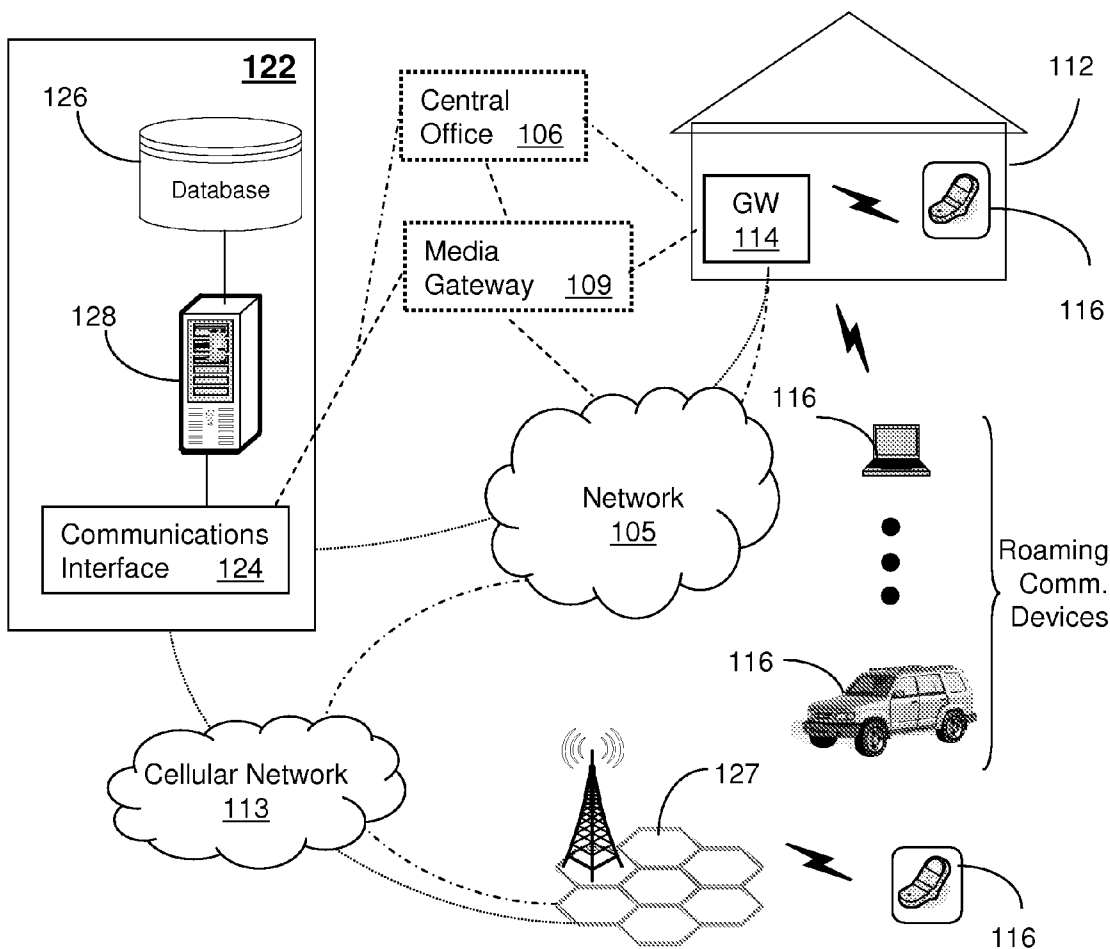 122
126
Database
128
Communications
Interface 124
Central
Office 106
Media
Gateway 109
GW
114
112
116
Network
105
116
Roaming
Comm.
Devices
116
Cellular Network
113
127
116